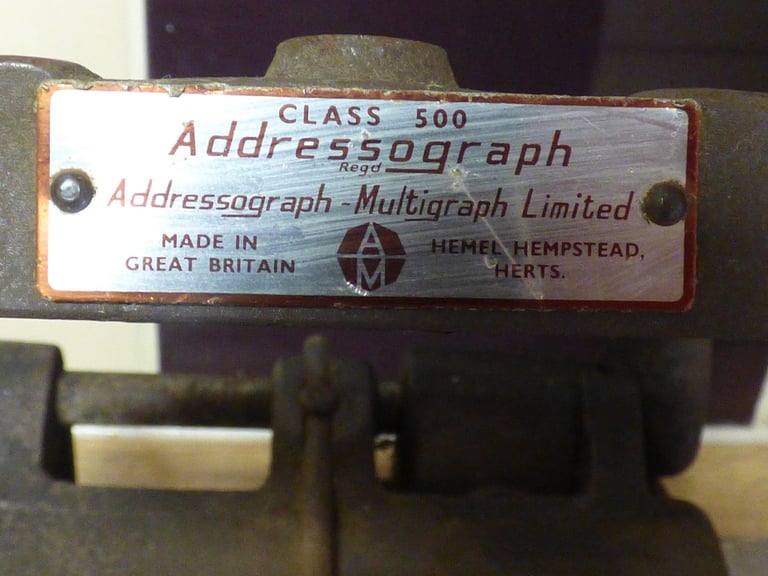 CLASS 500
Addressograph
Regd
Addressograph - Multigraph Limited
MADE IN
GREAT BRITAIN
AM
HEMEL HEMPSTEAD,
HERTS.